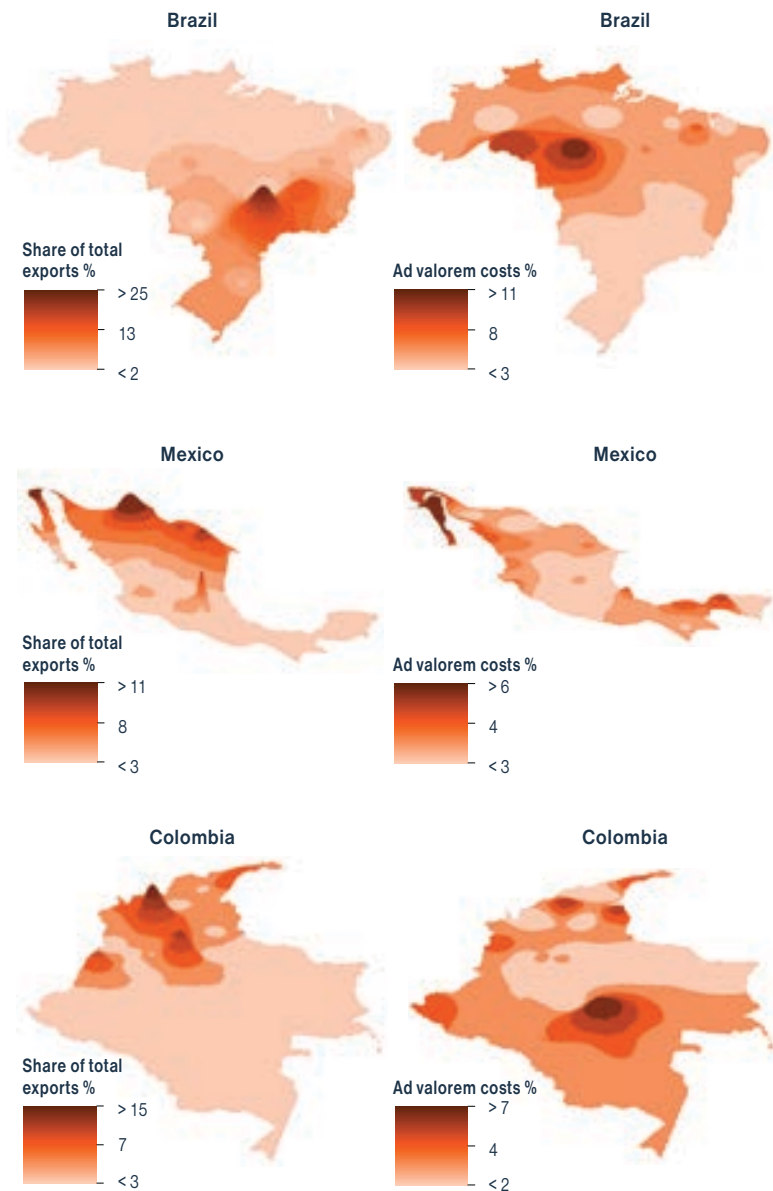 Brazil
Brazil
Share of total
exports %
> 25
13
< 2
Ad valorem costs %
> 11
8
< 3
Mexico
Mexico
Share of total
exports %
> 11
8
< 3
Ad valorem costs %
> 6
4
< 3
Colombia
Colombia
Share of total
exports %
> 15
7
< 3
Ad valorem costs %
> 7
4
< 2